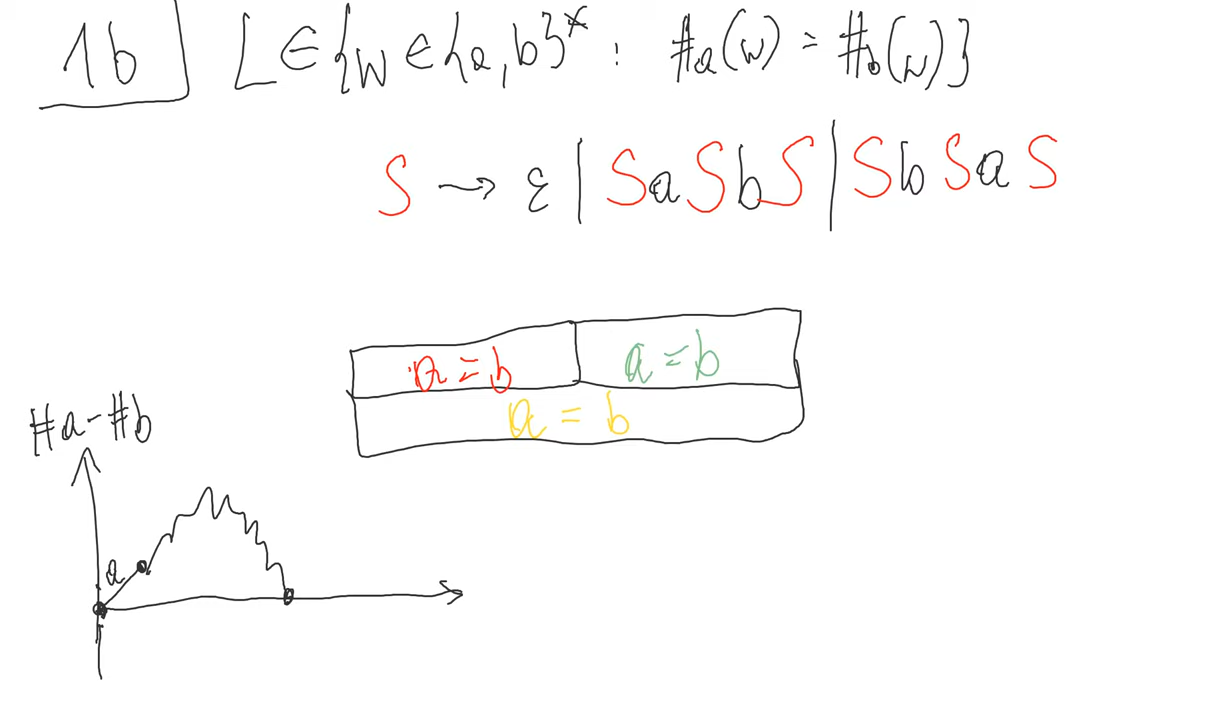 1b L ∈ {w ∈ {a, b}* : #a(w) = #b(w)}
S → ε | SaSbS | SbSaS
a = b a = b
a = b
#a-#b
a